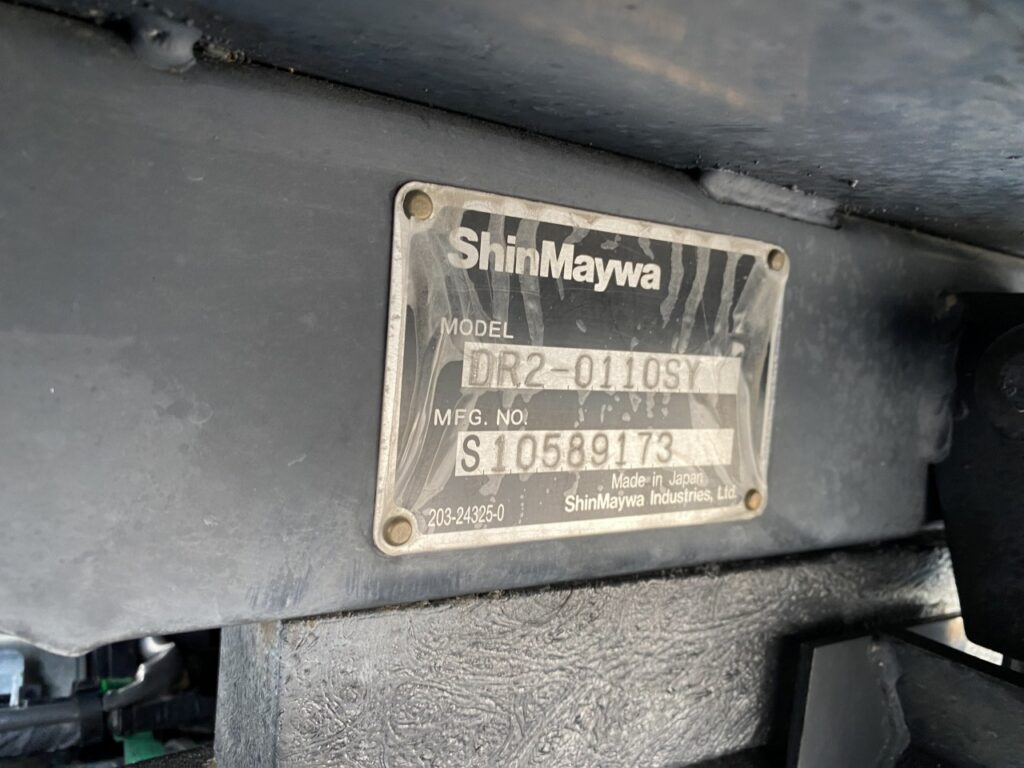 ShinMaywa
MODEL
DR2-0110SY
MFG. NO.
S10589173
Made in Japan
ShinMaywa Industries, Ltd.
203-24325-0